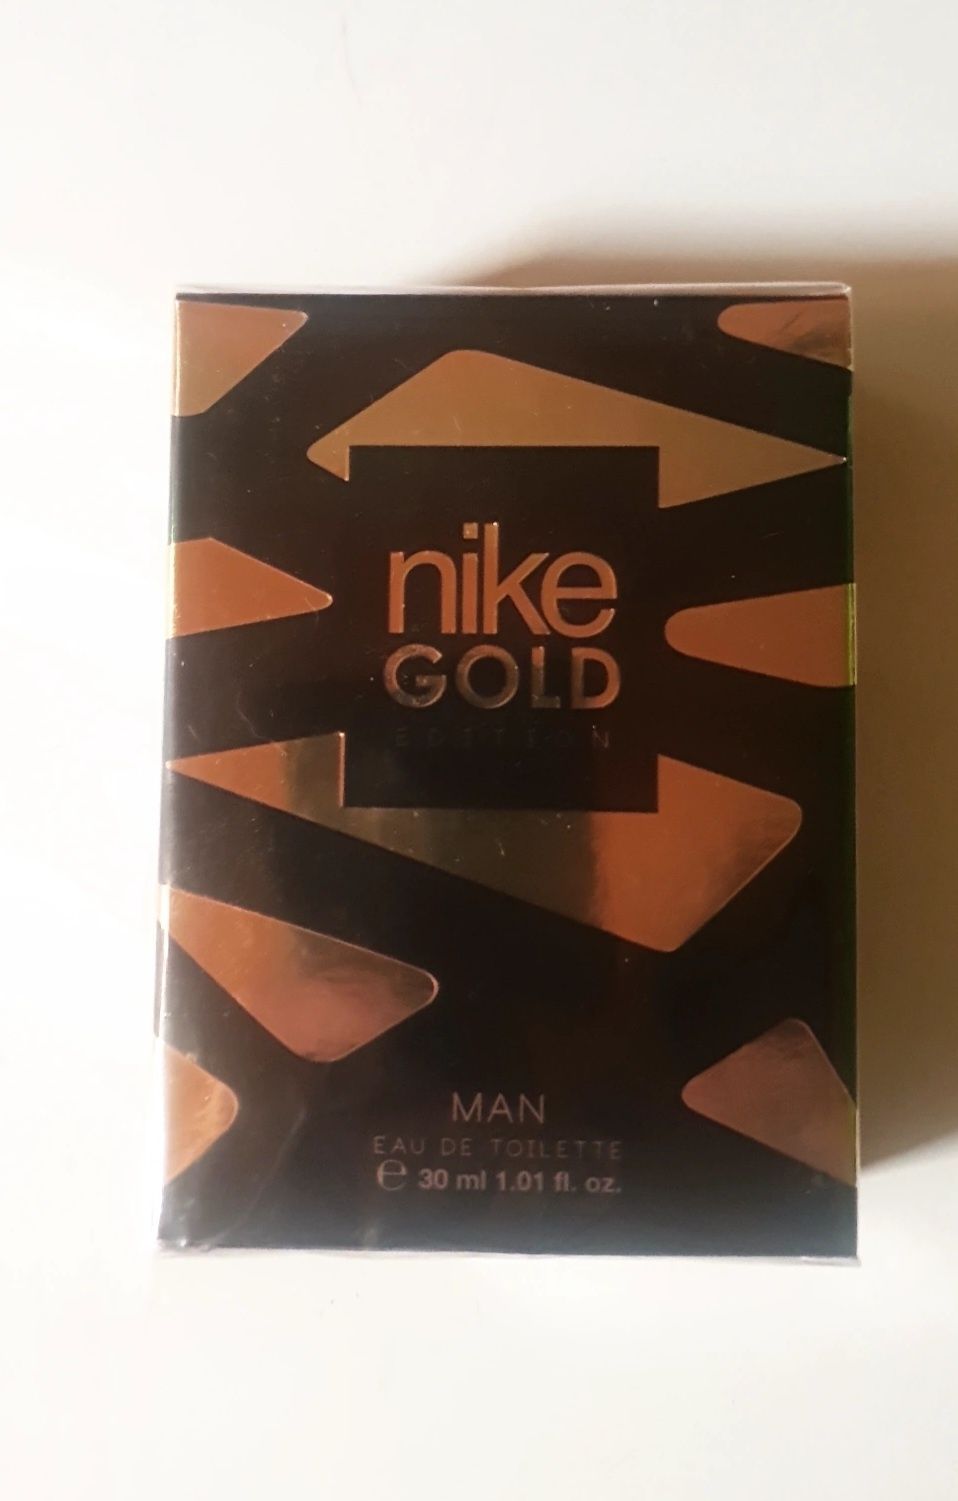 nike
GOLD
EDITION
MAN
EAU DE TOILETTE
℮ 30 ml 1.01 fl. oz.